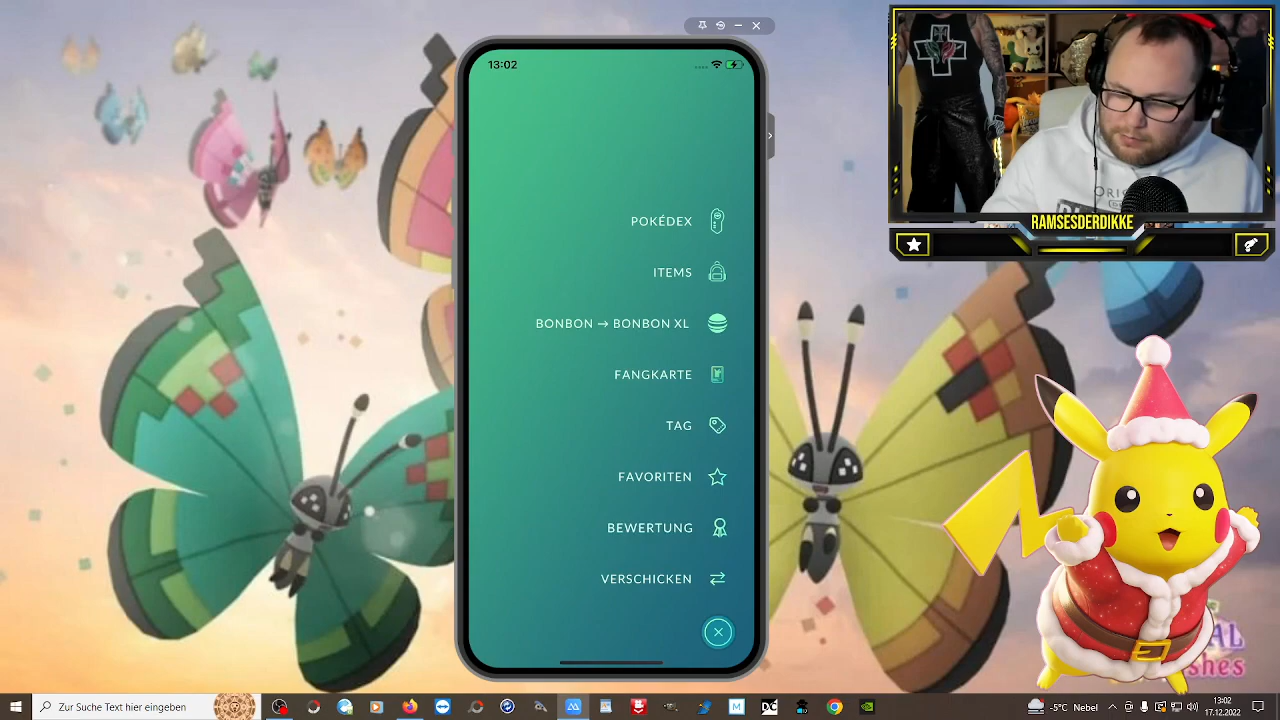 13:02
POKÉDEX
ITEMS
BONBON → BONBON XL
FANGKARTE
TAG
FAVORITEN
BEWERTUNG
VERSCHICKEN
RAMSESDERDIKKE
Zur Suche Text hier eingeben
M
DC
-5°C Nebel
13:02
17.12.2022